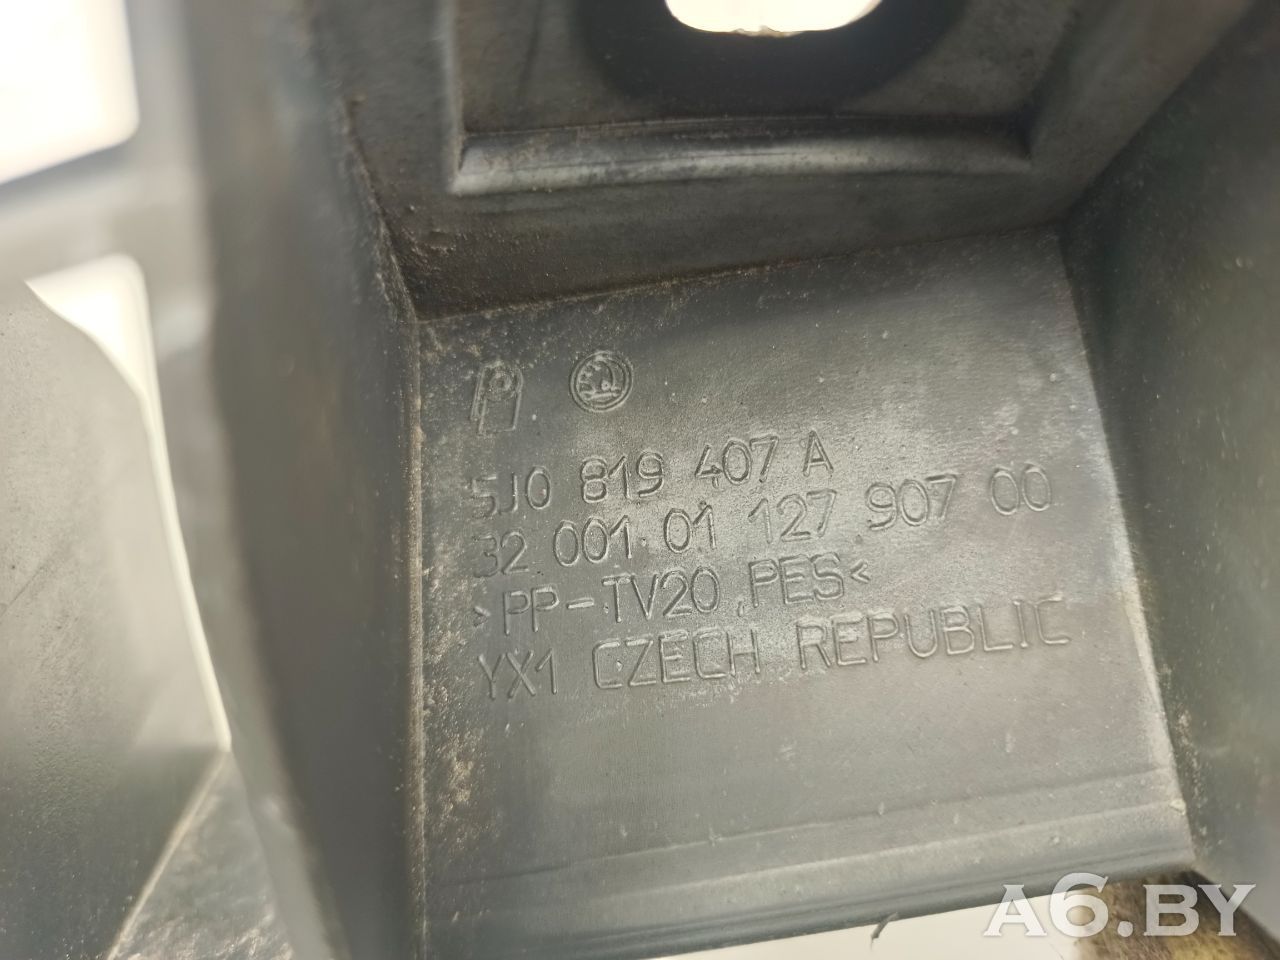 5J0 819 407 A
32 001 01 127 907 00
>PP-TV20 PES<
YX1 CZECH REPUBLIC
A6.BY